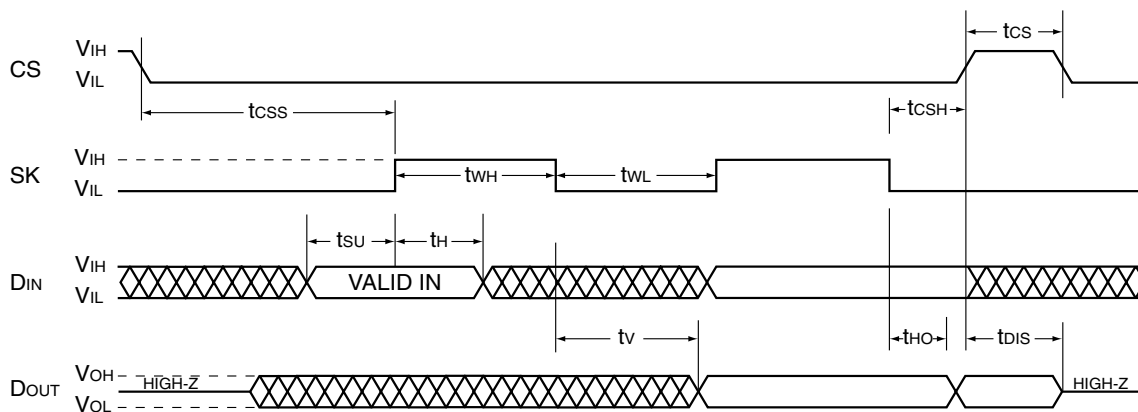 tCS
VIH
CS
VIL
tCSS
tCSH
VIH
SK
tWH
tWL
VIL
tSU
tH
VIH
DIN
VALID IN
VIL
tV
tHO
tDIS
VOH
DOUT
HIGH-Z
HIGH-Z
VOL